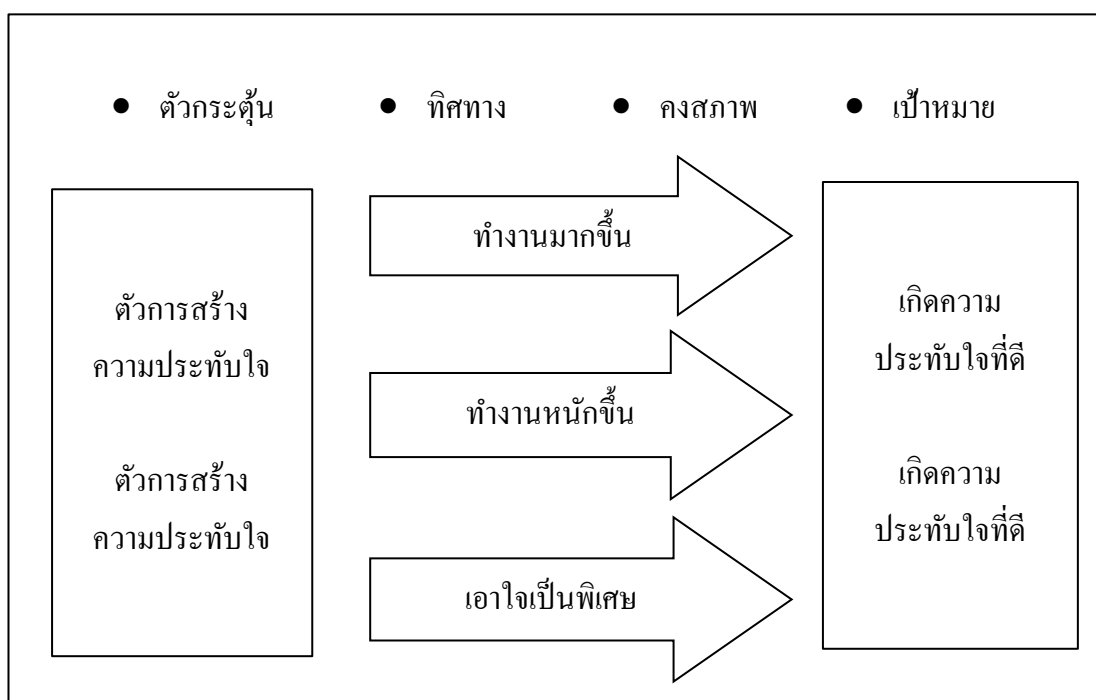 ● ตัวกระตุ้น ● ทิศทาง ● คงสภาพ ● เป้าหมาย
ตัวการสร้าง
ความประทับใจ
ตัวการสร้าง
ความประทับใจ
ทำงานมากขึ้น
ทำงานหนักขึ้น
เอาใจเป็นพิเศษ
เกิดความ
ประทับใจที่ดี
เกิดความ
ประทับใจที่ดี